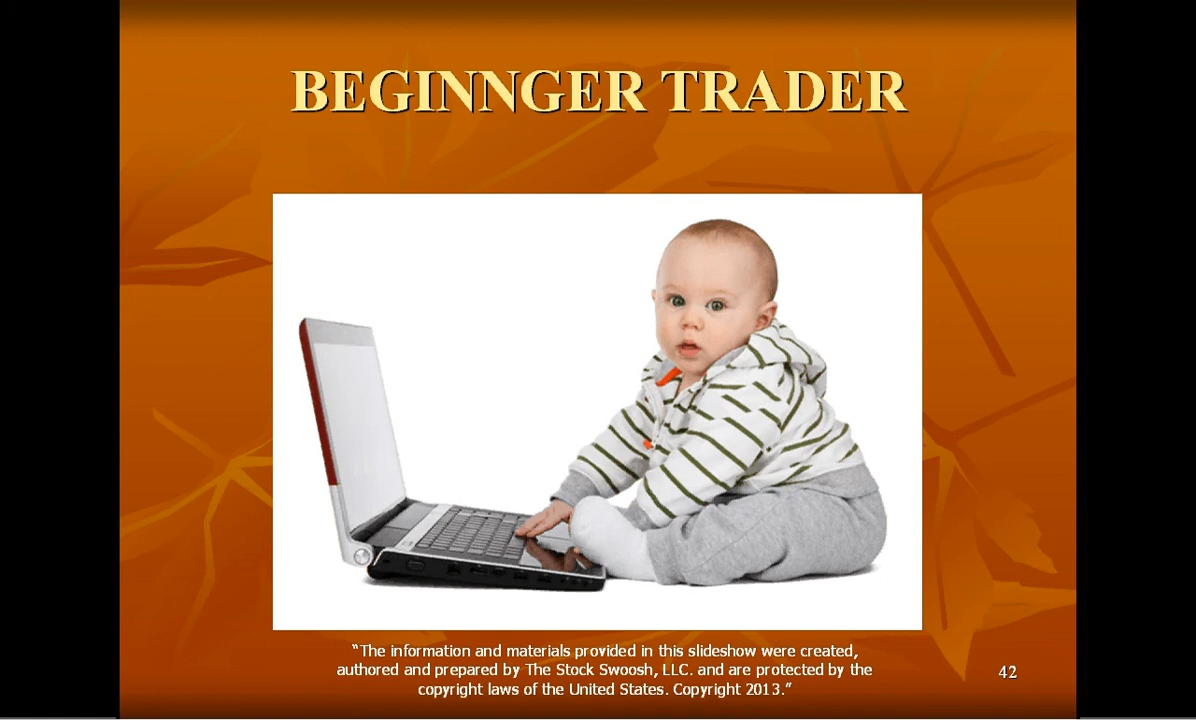 BEGINNGER TRADER
“The information and materials provided in this slideshow were created,
authored and prepared by The Stock Swoosh, LLC. and are protected by the
copyright laws of the United States. Copyright 2013.”
42